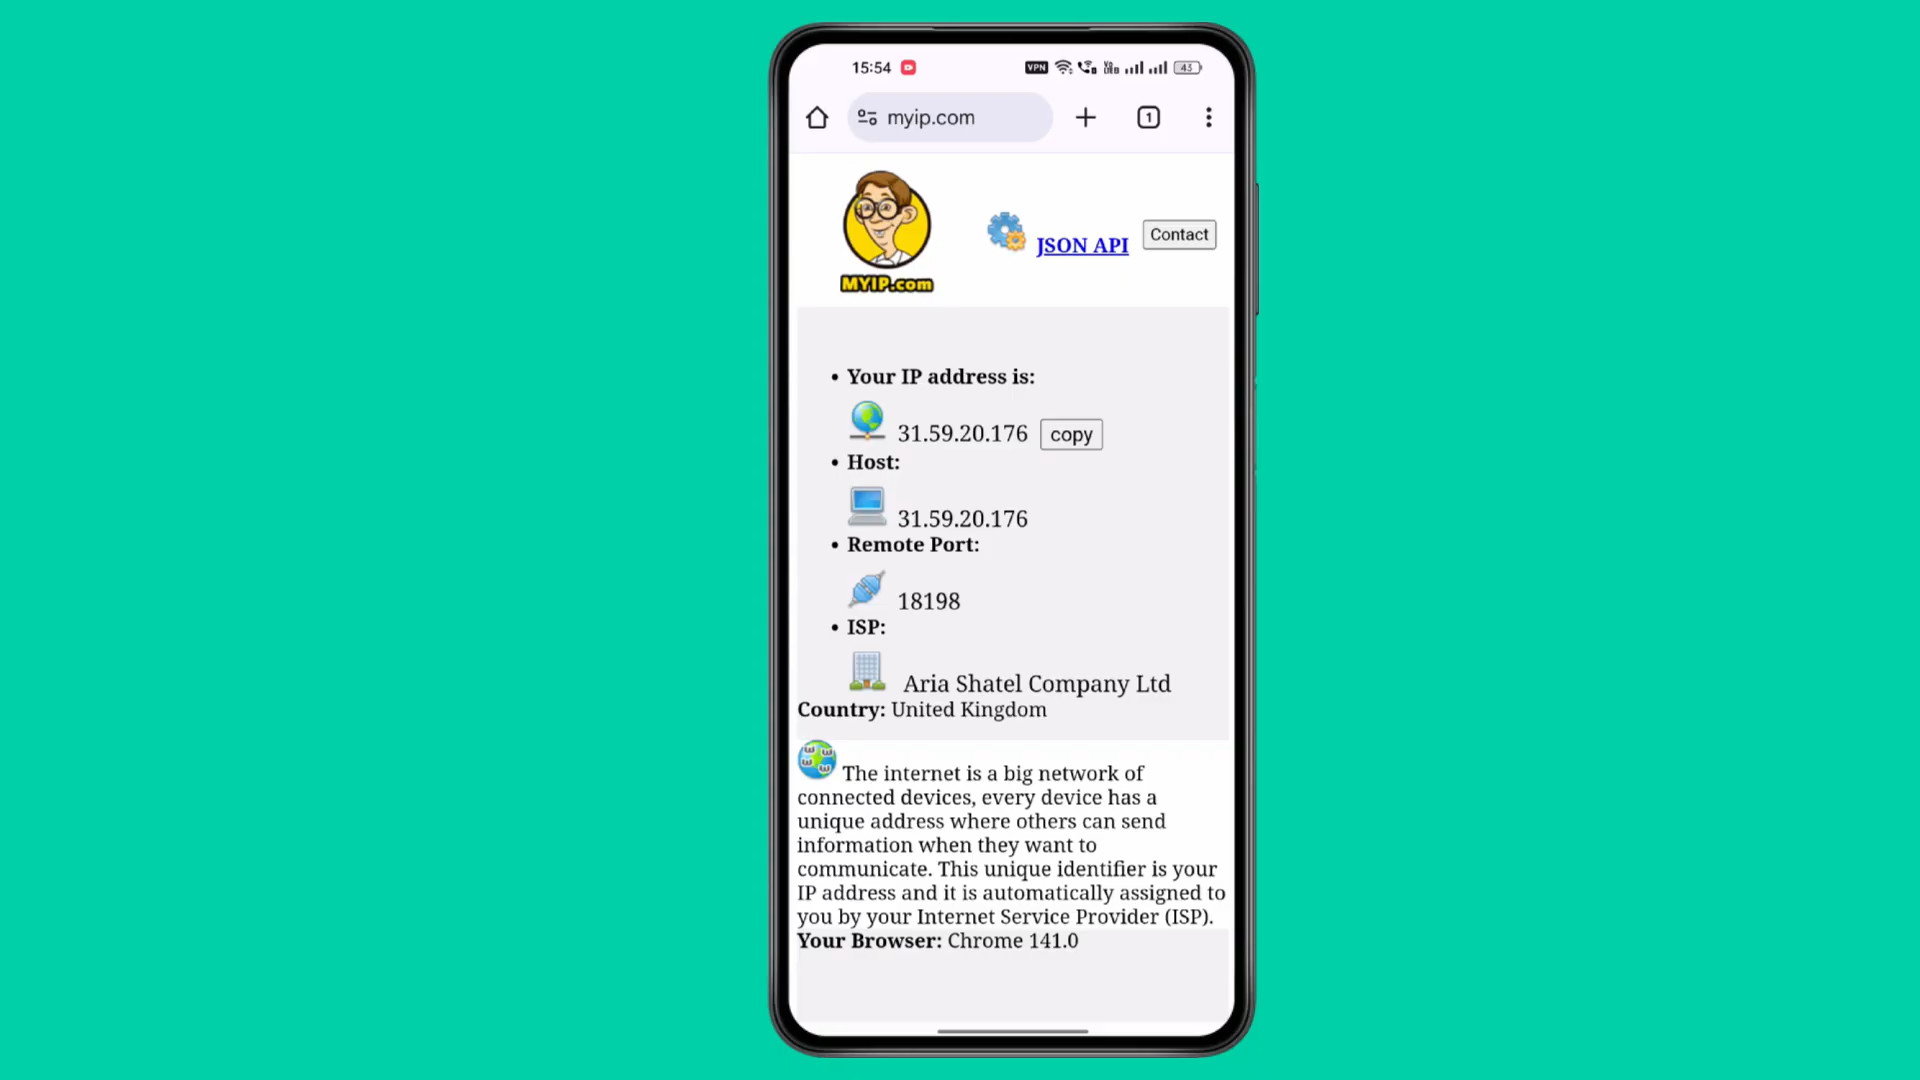 15:54 VPN 43
myip.com 1
MYIP.com
JSON API
Contact
• Your IP address is:
31.59.20.176 copy
• Host:
31.59.20.176
• Remote Port:
18198
• ISP:
Aria Shatel Company Ltd
Country: United Kingdom
The internet is a big network of
connected devices, every device has a
unique address where others can send
information when they want to
communicate. This unique identifier is your
IP address and it is automatically assigned to
you by your Internet Service Provider (ISP).
Your Browser: Chrome 141.0